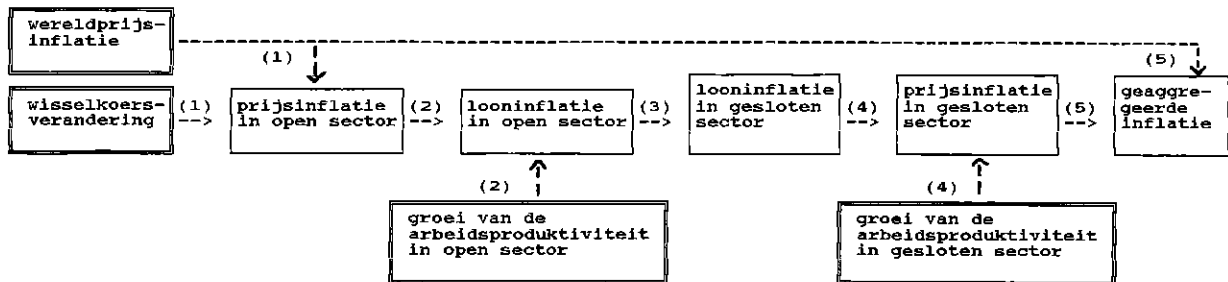 wereldprijs-
inflatie
(1)
(5)
wisselkoers-
verandering
(1)
-->
prijsinflatie
in open sector
(2)
-->
looninflatie
in open sector
(3)
-->
looninflatie
in gesloten
sector
(4)
-->
prijsinflatie
in gesloten
sector
(5)
-->
geaggre-
geerde
inflatie
(2)
(4)
groei van de
arbeidsproduktiviteit
in open sector
groei van de
arbeidsproduktiviteit
in gesloten sector